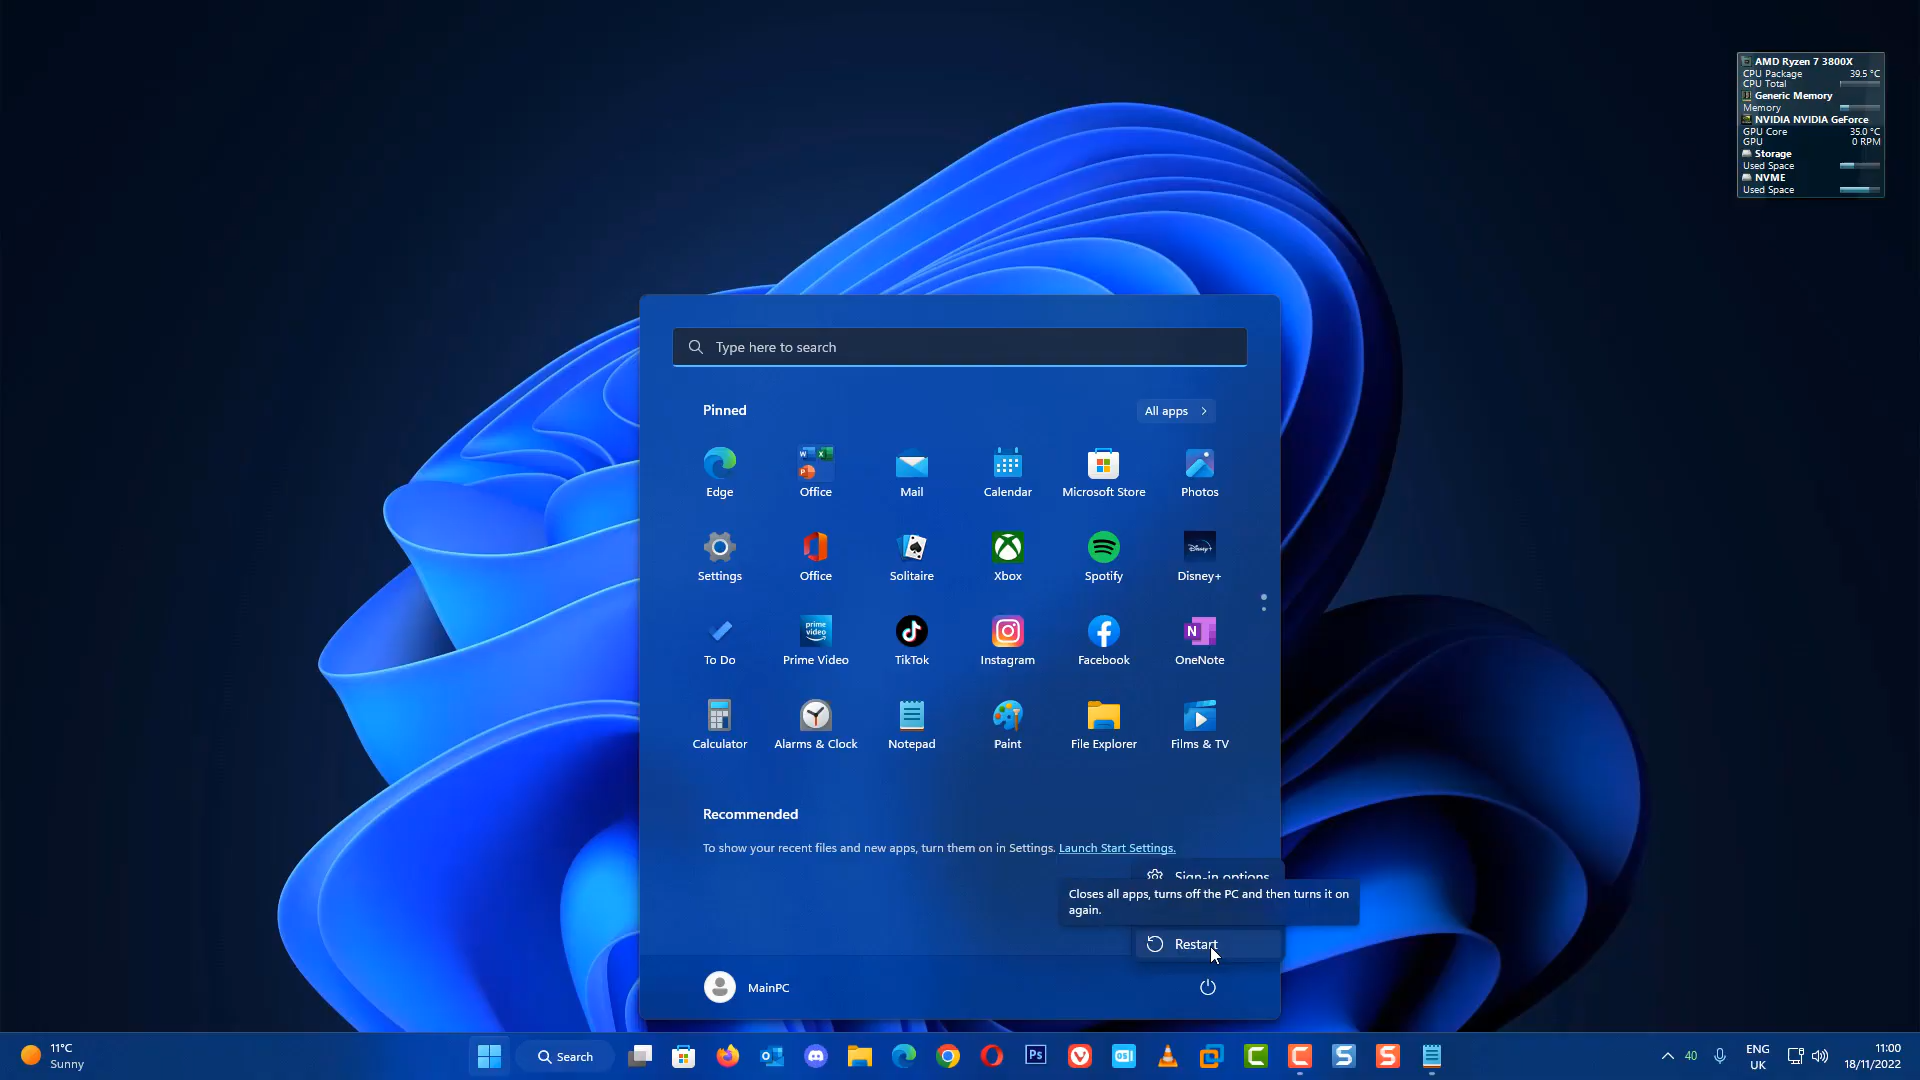 AMD Ryzen 7 3800X
CPU Package 39.5 °C
CPU Total
Generic Memory
Memory
NVIDIA NVIDIA GeForce
GPU Core 35.0 °C
GPU 0 RPM
Storage
Used Space
NVME
Used Space
Type here to search
Pinned
All apps
Edge
Office
Mail
Calendar
Microsoft Store
Photos
Settings
Office
Solitaire
Xbox
Spotify
Disney+
To Do
Prime Video
TikTok
Instagram
Facebook
OneNote
Calculator
Alarms & Clock
Notepad
Paint
File Explorer
Films & TV
Recommended
To show your recent files and new apps, turn them on in Settings. Launch Start Settings.
Sign-in options
Closes all apps, turns off the PC and then turns it on
again.
Restart
MainPC
11°C
Sunny
Search
40
ENG
UK
11:00
18/11/2022